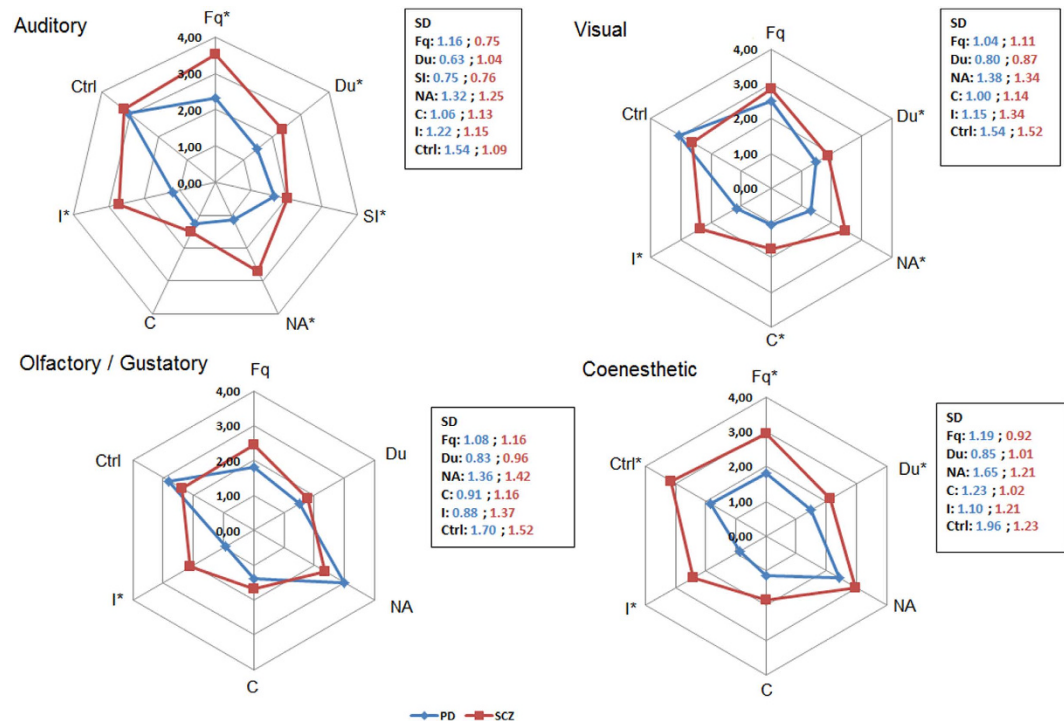 Auditory
Fq*
4,00
3,00
2,00
1,00
0,00
Du*
SI*
NA*
C
I*
Ctrl
SD
Fq: 1.16 ; 0.75
Du: 0.63 ; 1.04
SI: 0.75 ; 0.76
NA: 1.32 ; 1.25
C: 1.06 ; 1.13
I: 1.22 ; 1.15
Ctrl: 1.54 ; 1.09
Visual
Fq
4,00
3,00
2,00
1,00
0,00
Du*
NA*
C*
I*
Ctrl
SD
Fq: 1.04 ; 1.11
Du: 0.80 ; 0.87
NA: 1.38 ; 1.34
C: 1.00 ; 1.14
I: 1.15 ; 1.34
Ctrl: 1.54 ; 1.52
Olfactory / Gustatory
Fq
4,00
3,00
2,00
1,00
0,00
Du
NA
C
I*
Ctrl
SD
Fq: 1.08 ; 1.16
Du: 0.83 ; 0.96
NA: 1.36 ; 1.42
C: 0.91 ; 1.16
I: 0.88 ; 1.37
Ctrl: 1.70 ; 1.52
Coenesthetic
Fq*
4,00
3,00
2,00
1,00
0,00
Du*
NA
C
I*
Ctrl*
SD
Fq: 1.19 ; 0.92
Du: 0.85 ; 1.01
NA: 1.65 ; 1.21
C: 1.23 ; 1.02
I: 1.10 ; 1.21
Ctrl: 1.96 ; 1.23
PD SCZ